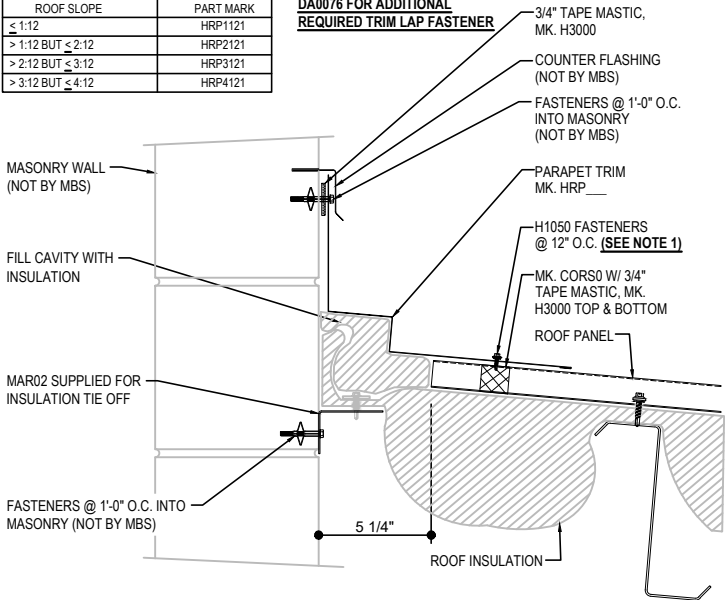 ROOF SLOPE PART MARK
≤ 1:12 HRP1121
> 1:12 BUT ≤ 2:12 HRP2121
> 2:12 BUT ≤ 3:12 HRP3121
> 3:12 BUT ≤ 4:12 HRP4121
DA0076 FOR ADDITIONAL
REQUIRED TRIM LAP FASTENER
3/4" TAPE MASTIC,
MK. H3000
COUNTER FLASHING
(NOT BY MBS)
FASTENERS @ 1'-0" O.C.
INTO MASONRY
(NOT BY MBS)
PARAPET TRIM
MK. HRP___
H1050 FASTENERS
@ 12" O.C. (SEE NOTE 1)
MK. CORS0 W/ 3/4"
TAPE MASTIC, MK.
H3000 TOP & BOTTOM
ROOF PANEL
MASONRY WALL
(NOT BY MBS)
FILL CAVITY WITH
INSULATION
MAR02 SUPPLIED FOR
INSULATION TIE OFF
FASTENERS @ 1'-0" O.C. INTO
MASONRY (NOT BY MBS)
5 1/4"
ROOF INSULATION